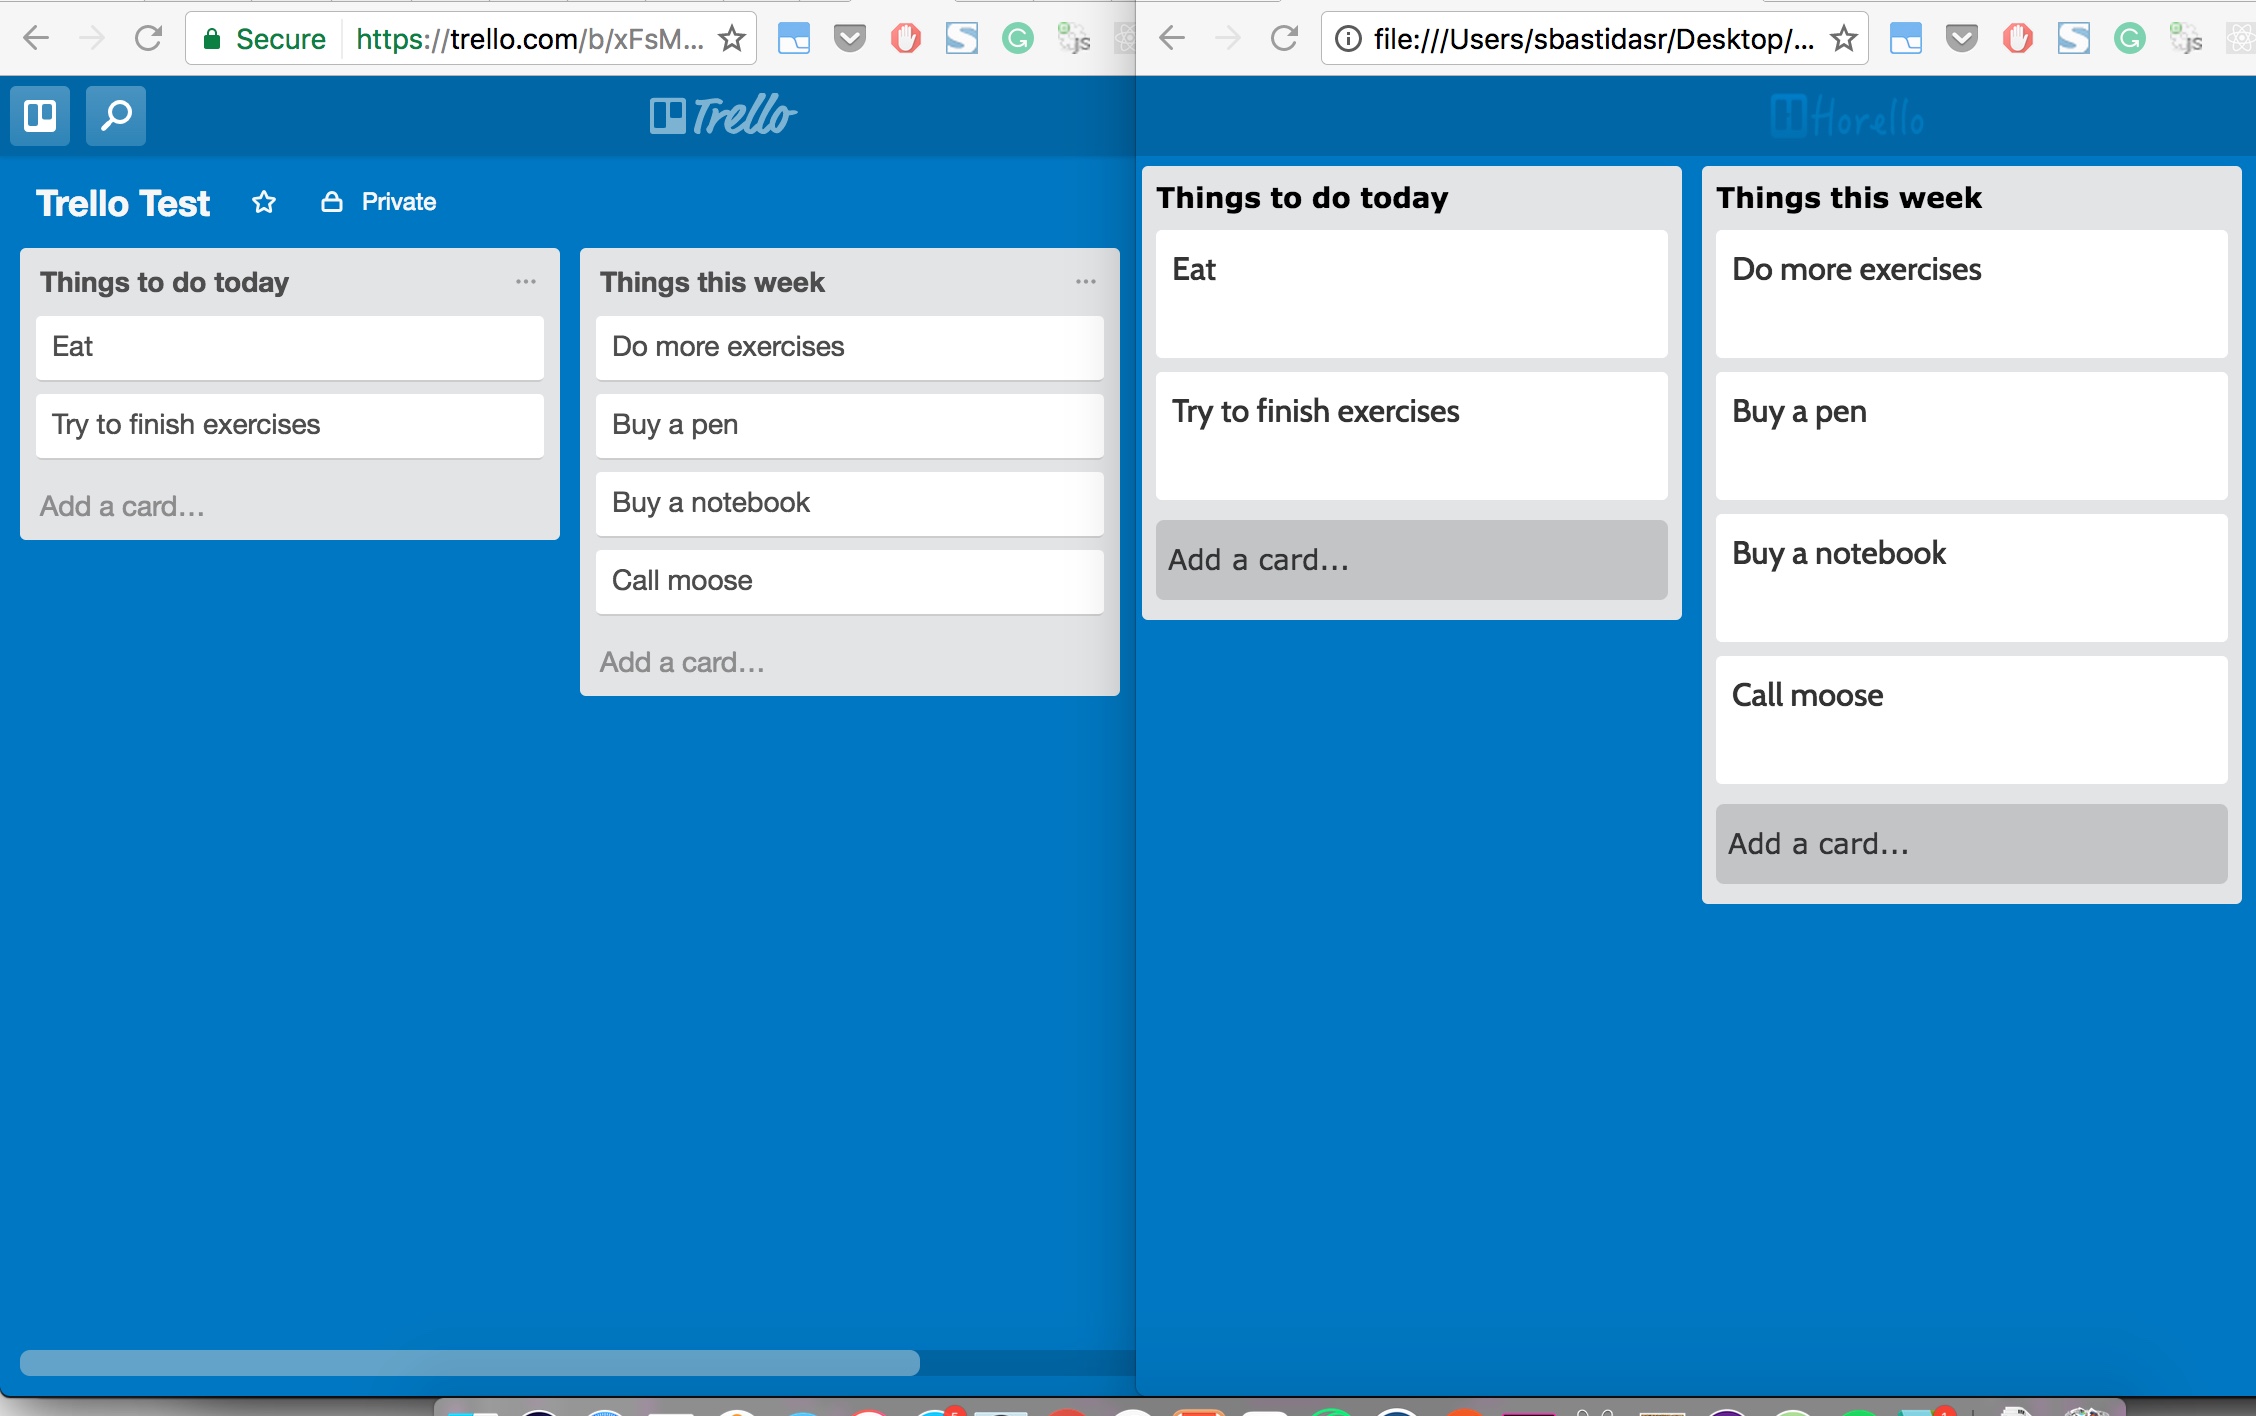 Secure https://trello.com/b/xFsM...
Trello
Trello Test Private
Things to do today ...
Eat
Try to finish exercises
Add a card...
Things this week ...
Do more exercises
Buy a pen
Buy a notebook
Call moose
Add a card...
file:///Users/sbastidasr/Desktop/...
Horello
Things to do today
Eat
Try to finish exercises
Add a card...
Things this week
Do more exercises
Buy a pen
Buy a notebook
Call moose
Add a card...